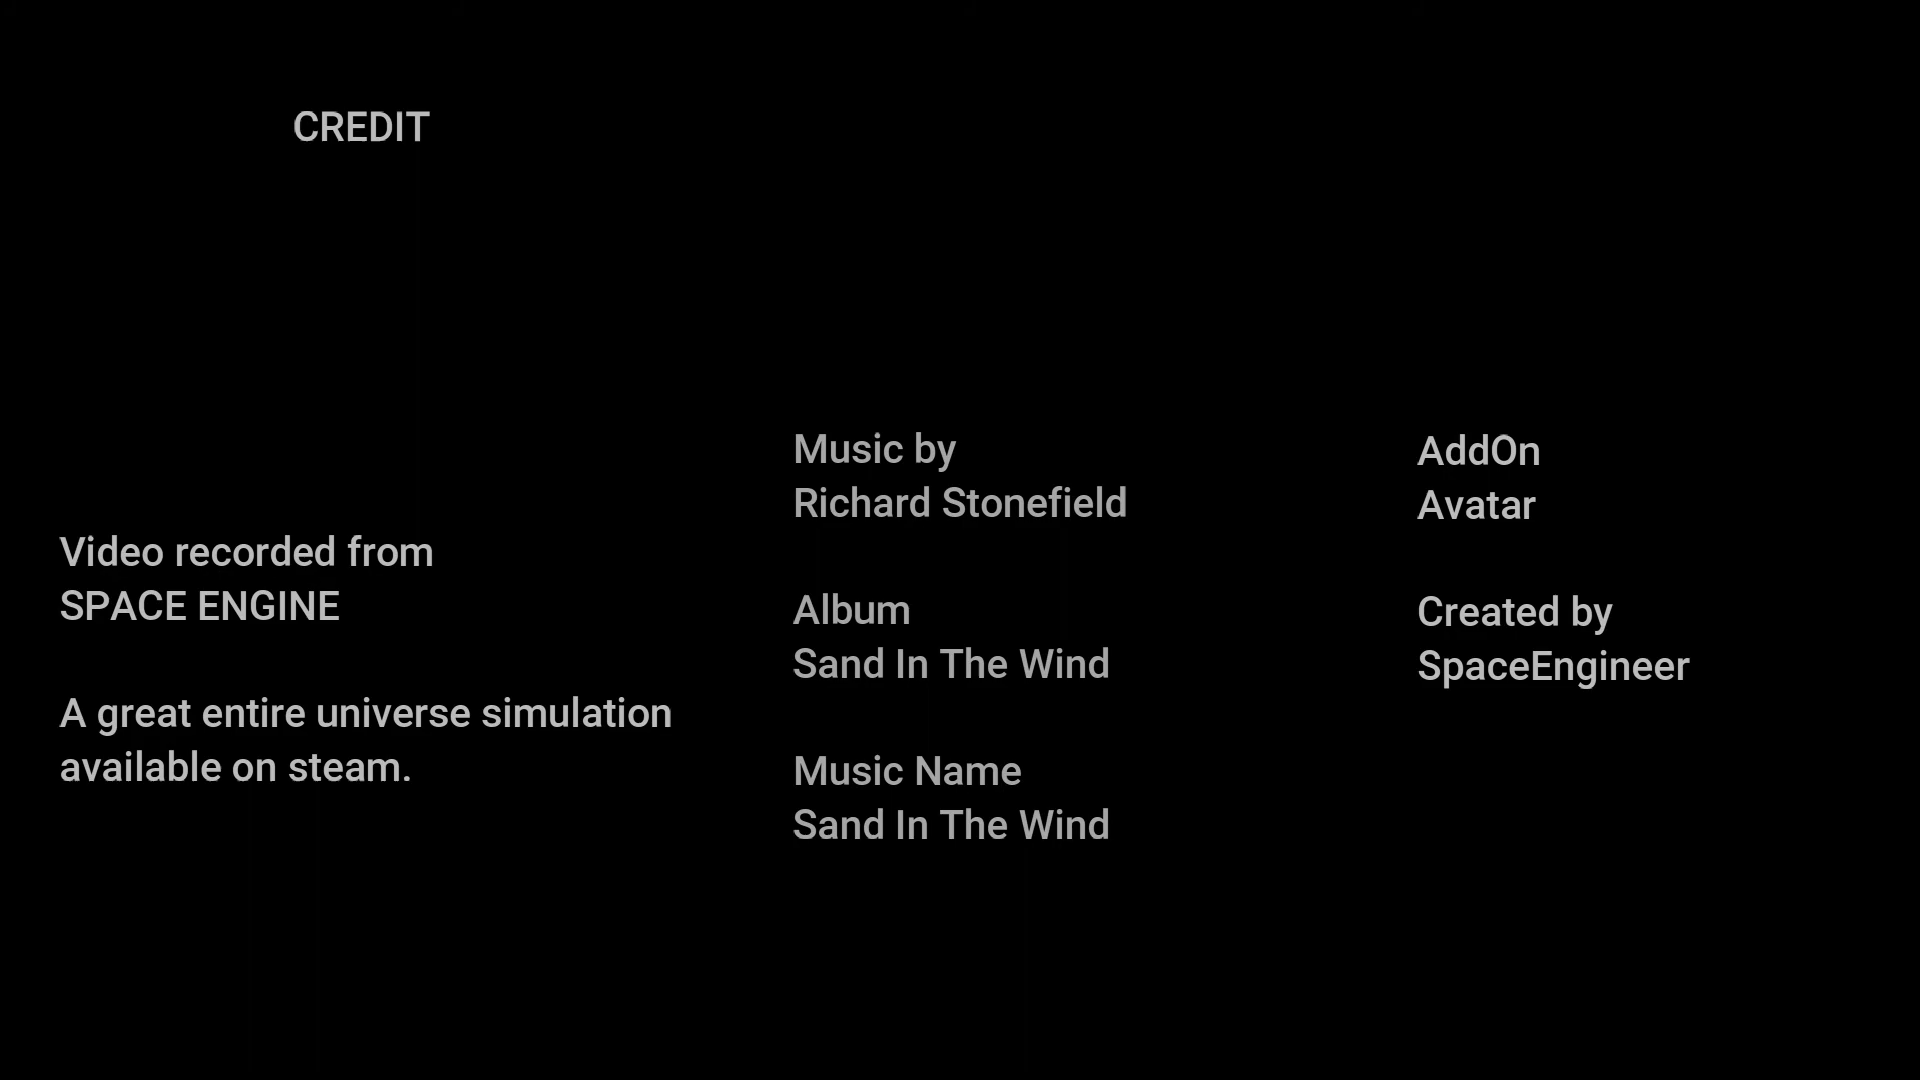 CREDIT
Video recorded from
SPACE ENGINE
A great entire universe simulation
available on steam.
Music by
Richard Stonefield
Album
Sand In The Wind
Music Name
Sand In The Wind
AddOn
Avatar
Created by
SpaceEngineer